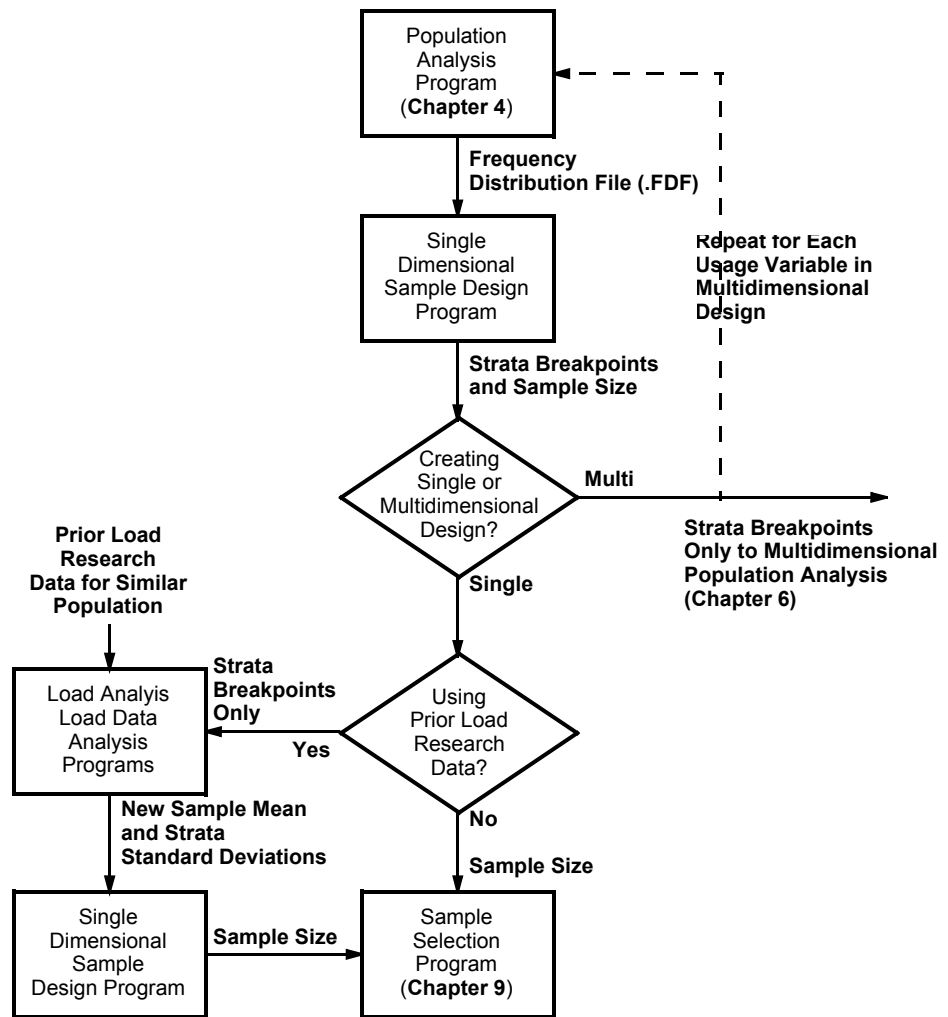 Population
Analysis
Program
(Chapter 4)
Frequency
Distribution File (.FDF)
Single
Dimensional
Sample Design
Program
Repeat for Each
Usage Variable in
Multidimensional
Design
Strata Breakpoints
and Sample Size
Creating
Single or
Multidimensional
Design?
Multi
Strata Breakpoints
Only to Multidimensional
Population Analysis
(Chapter 6)
Single
Prior Load
Research
Data for Similar
Population
Load Analyis
Load Data
Analysis
Programs
Strata
Breakpoints
Only
Yes
Using
Prior Load
Research
Data?
No
Sample Size
New Sample Mean
and Strata
Standard Deviations
Single
Dimensional
Sample
Design Program
Sample Size
Sample
Selection
Program
(Chapter 9)